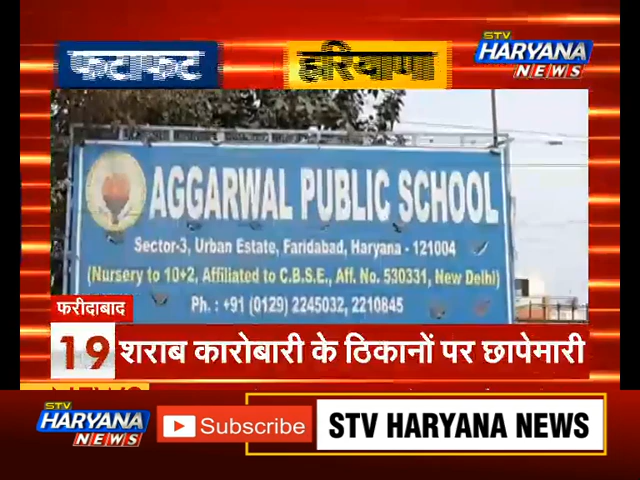 फटाफट
हरियाणा
STV
HARYANA
NEWS
AGGARWAL PUBLIC SCHOOL
Sector-3, Urban Estate, Faridabad, Haryana - 121004
(Nursery to 10+2, Affiliated to C.B.S.E., Aff. No. 530331, New Delhi)
Ph. : +91 (0129) 2245032, 2210845
फरीदाबाद
19 शराब कारोबारी के ठिकानों पर छापेमारी
STV
HARYANA
NEWS
Subscribe
STV HARYANA NEWS